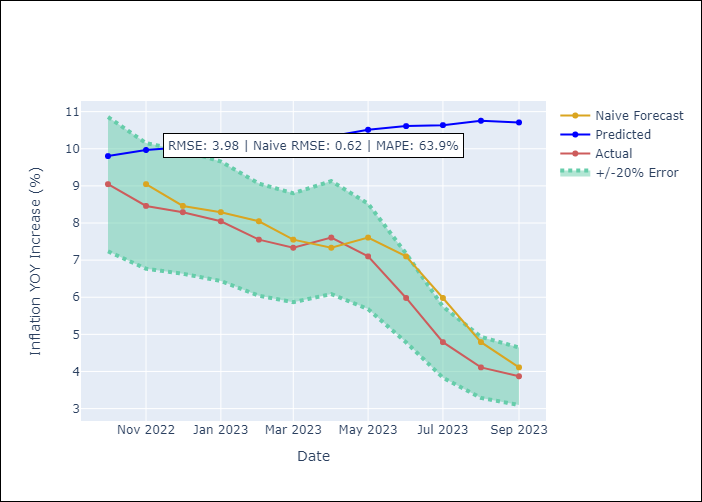 11
10
9
8
7
6
5
4
3
Inflation YOY Increase (%)
RMSE: 3.98 | Naive RMSE: 0.62 | MAPE: 63.9%
Nov 2022 Jan 2023 Mar 2023 May 2023 Jul 2023 Sep 2023
Date
Naive Forecast
Predicted
Actual
+/-20% Error